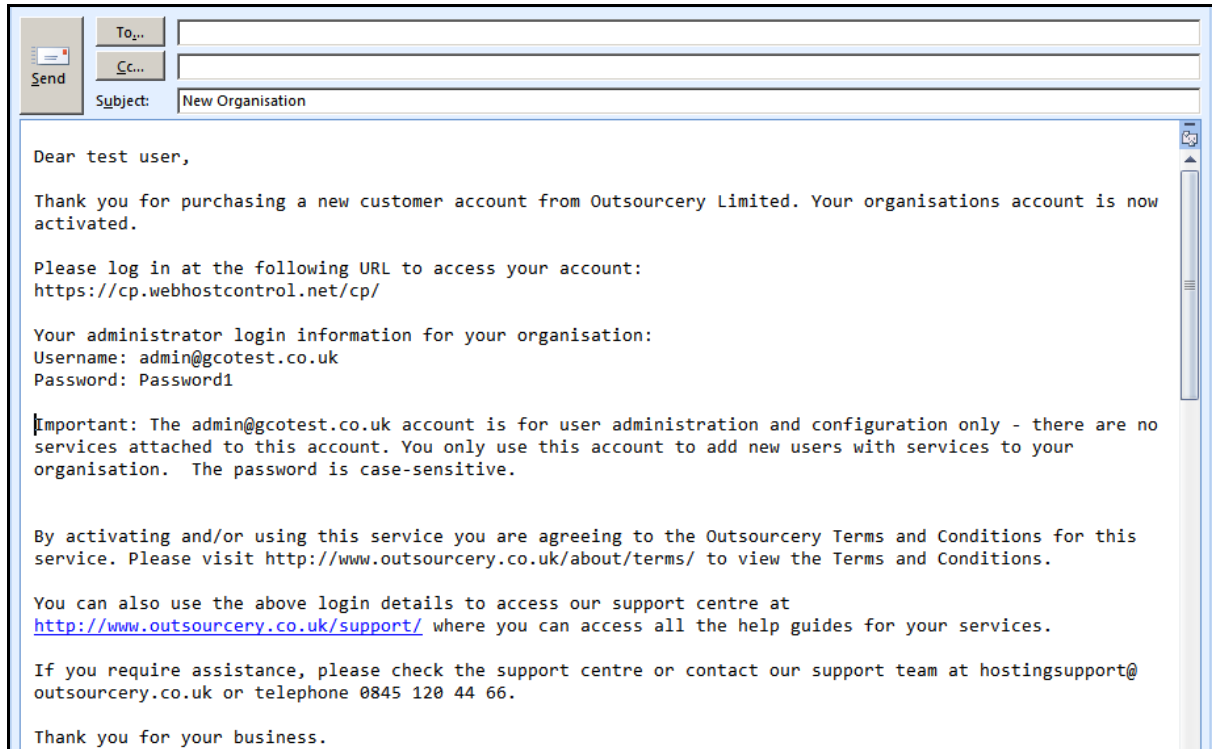 To...
Cc...
Send
Subject: New Organisation
Dear test user,
Thank you for purchasing a new customer account from Outsourcery Limited. Your organisations account is now
activated.
Please log in at the following URL to access your account:
https://cp.webhostcontrol.net/cp/
Your administrator login information for your organisation:
Username: admin@gcotest.co.uk
Password: Password1
Important: The admin@gcotest.co.uk account is for user administration and configuration only - there are no
services attached to this account. You only use this account to add new users with services to your
organisation.  The password is case-sensitive.
By activating and/or using this service you are agreeing to the Outsourcery Terms and Conditions for this
service. Please visit http://www.outsourcery.co.uk/about/terms/ to view the Terms and Conditions.
You can also use the above login details to access our support centre at
http://www.outsourcery.co.uk/support/ where you can access all the help guides for your services.
If you require assistance, please check the support centre or contact our support team at hostingsupport@
outsourcery.co.uk or telephone 0845 120 44 66.
Thank you for your business.